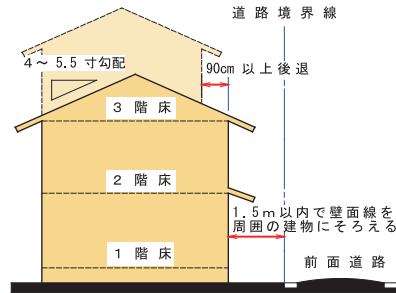 道路境界線
4～5.5寸勾配
90cm以上後退
3階床
2階床
1.5m以内で壁面線を
周囲の建物にそろえる
1階床
前面道路